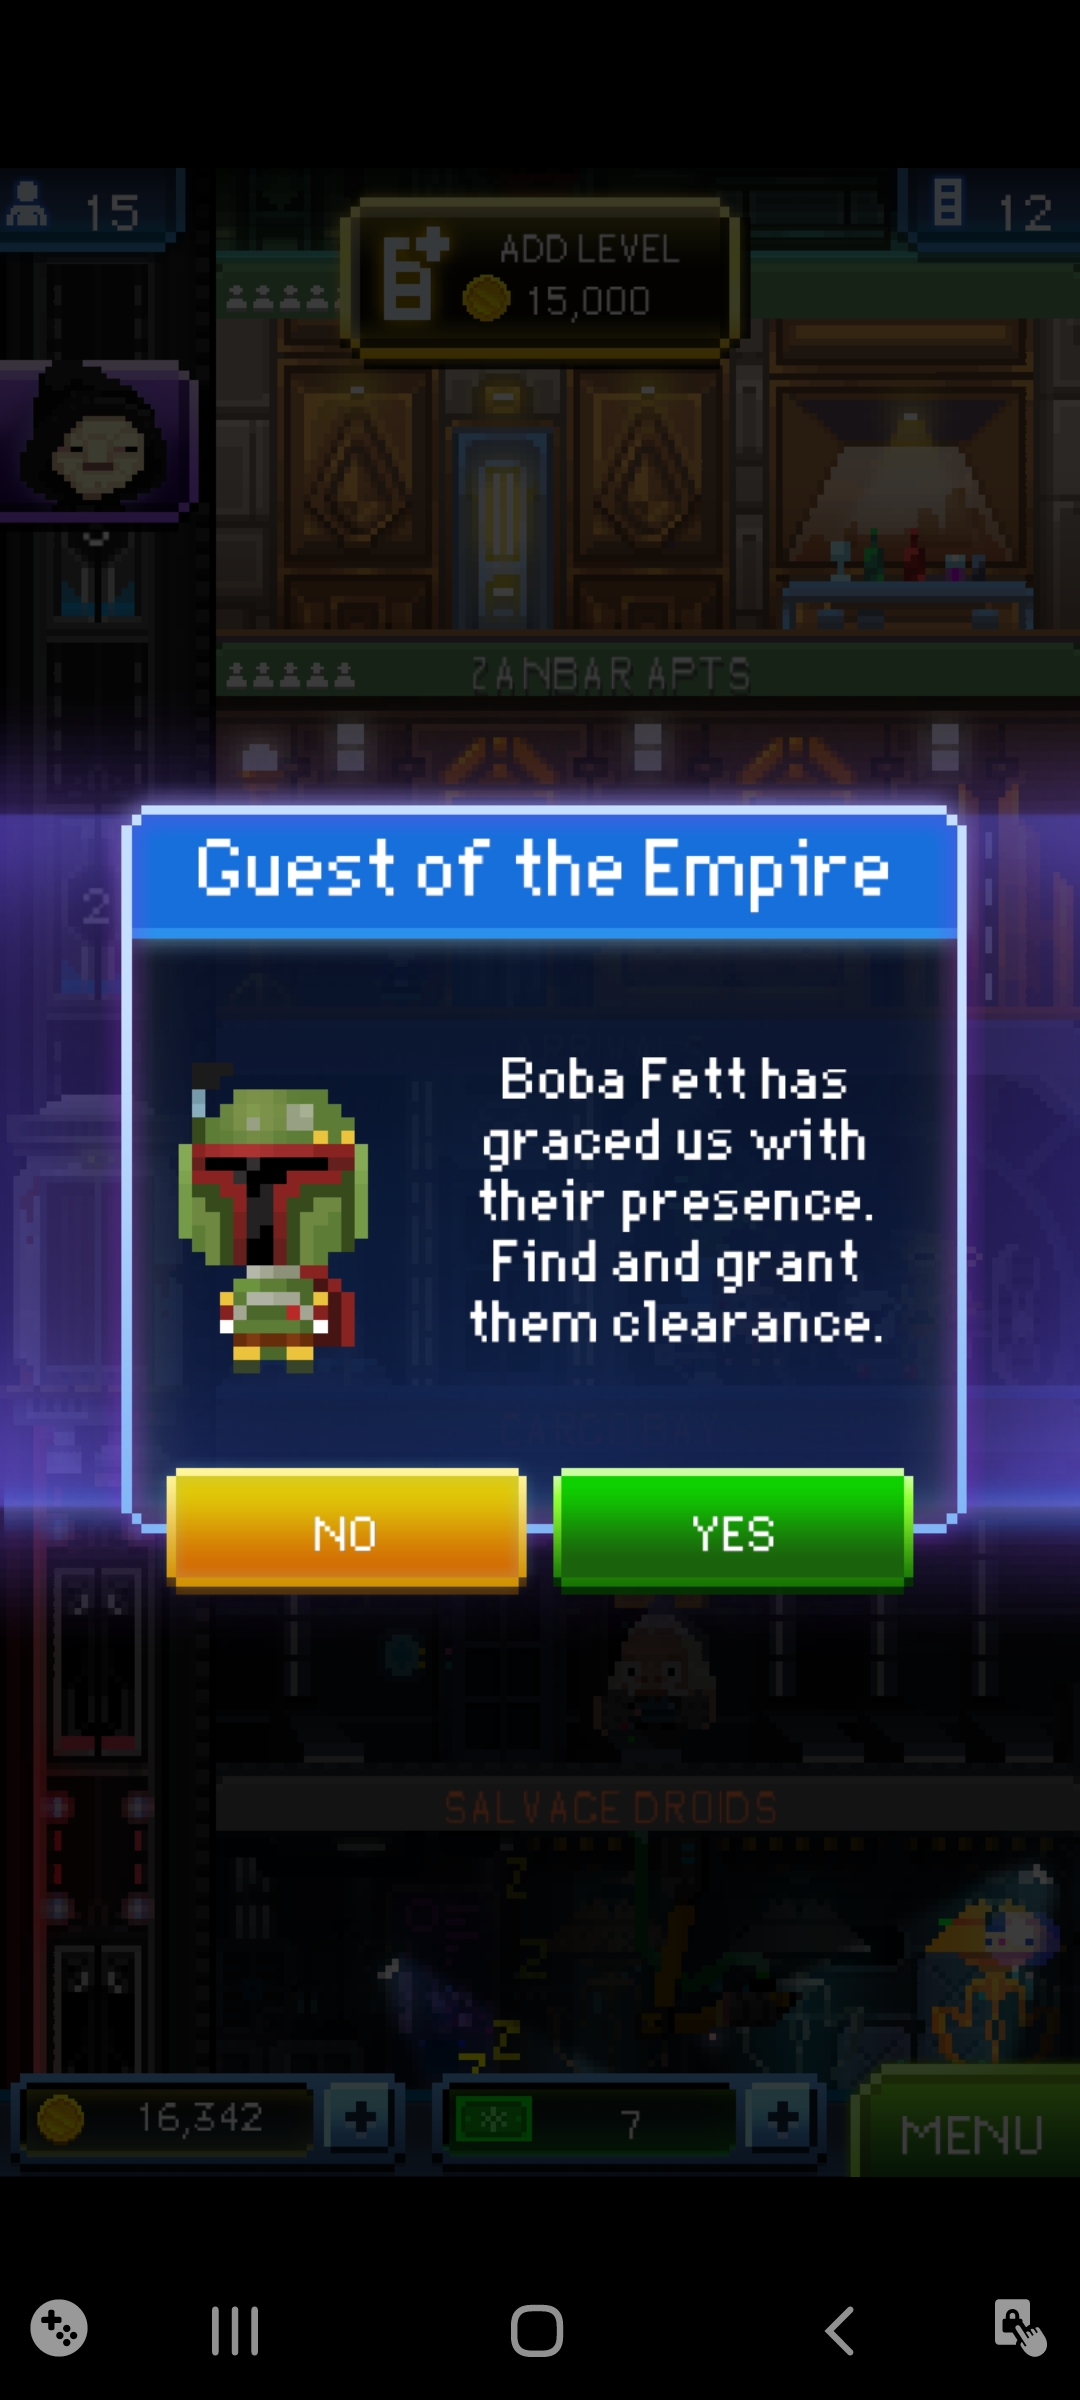 15
12
ADD LEVEL
15,000
ZANBAR APTS
2
Guest of the Empire
Boba Fett has
graced us with
their presence.
Find and grant
them clearance.
NO
YES
SALVAGE DROIDS
Z
Z
Z
Z
16,342
7
MENU